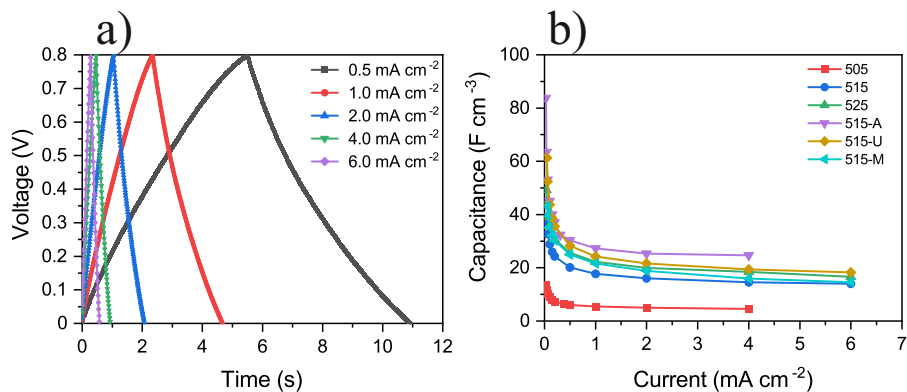 a)
0.8
0.7
0.6
0.5
0.4
0.3
0.2
0.1
0
Voltage (V)
0.5 mA cm⁻²
1.0 mA cm⁻²
2.0 mA cm⁻²
4.0 mA cm⁻²
6.0 mA cm⁻²
0 2 4 6 8 10 12
Time (s)
b)
100
80
60
40
20
0
Capacitance (F cm⁻³)
505
515
525
515-A
515-U
515-M
0 1 2 3 4 5 6 7
Current (mA cm⁻²)